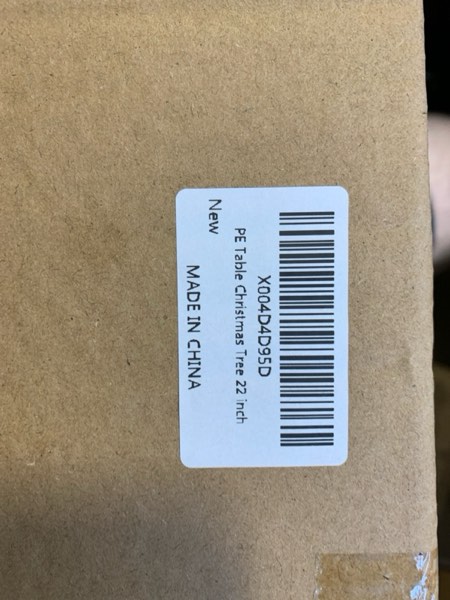 X004D4D95D
PE Table Christmas Tree 22 inch
New
MADE IN CHINA